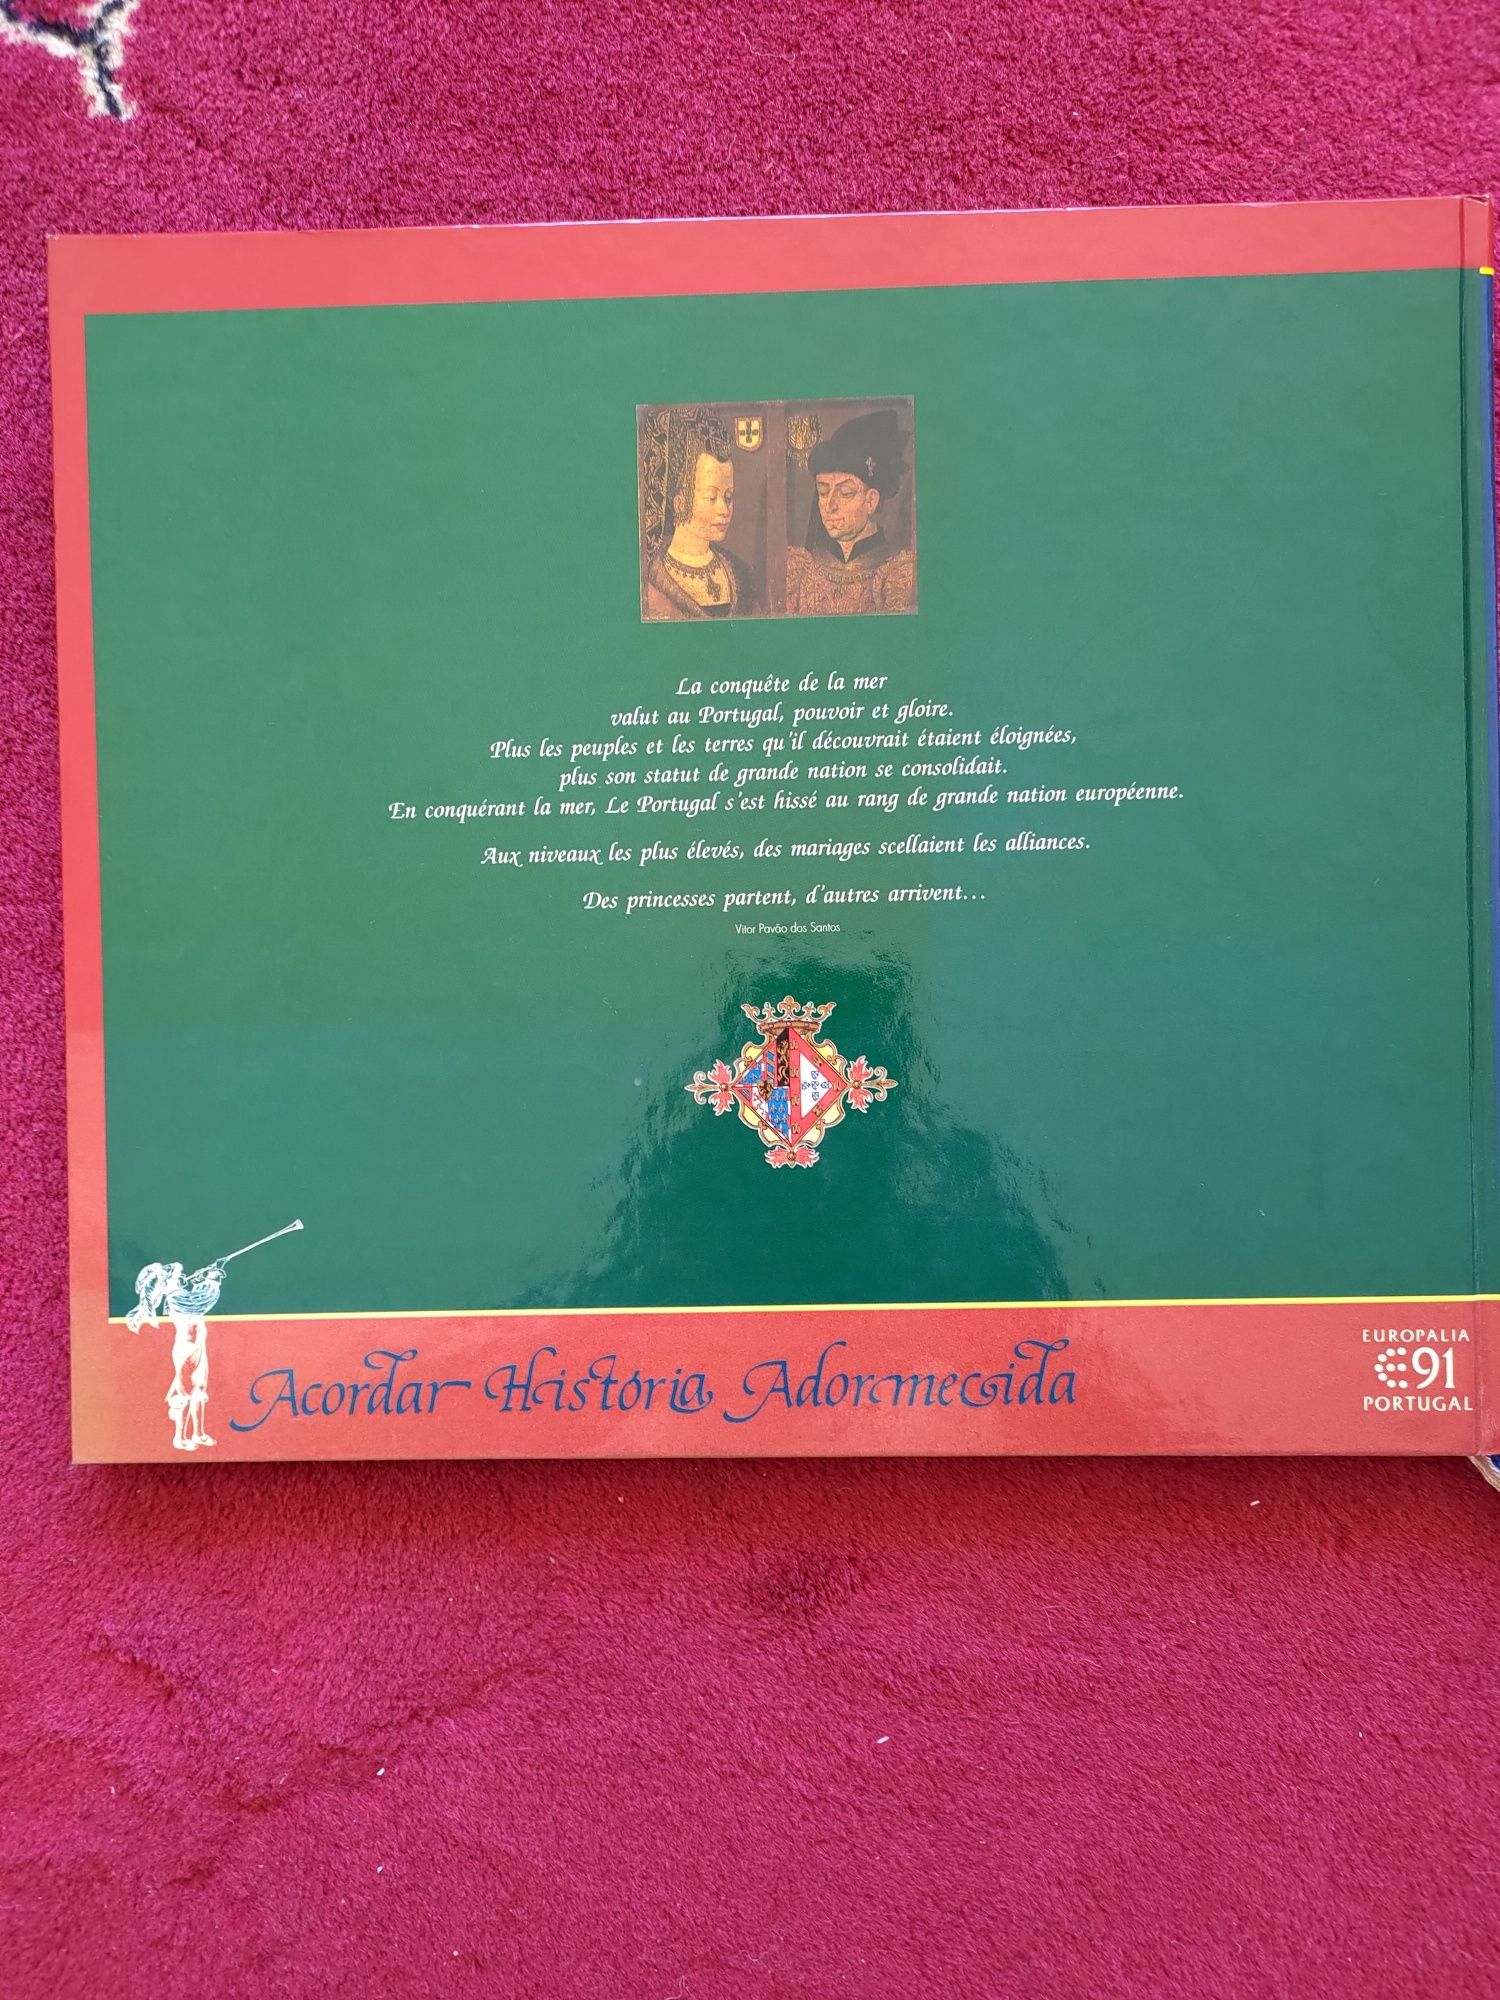 La conquête de la mer
valut au Portugal, pouvoir et gloire.
Plus les peuples et les terres qu'il découvrait étaient éloignées,
plus son statut de grande nation se consolidait.
En conquérant la mer, Le Portugal s'est hissé au rang de grande nation européenne.
Aux niveaux les plus élevés, des mariages scellaient les alliances.
Des princesses partent, d'autres arrivent...
Vitor Pavão dos Santos
Acordar História Adormecida
EUROPALIA
91
PORTUGAL